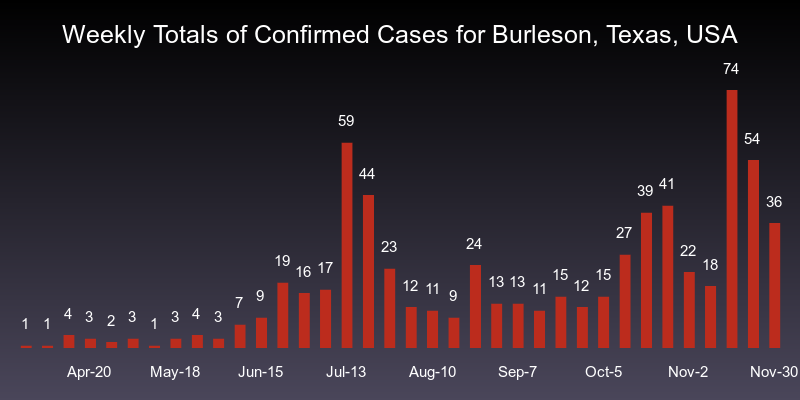 Weekly Totals of Confirmed Cases for Burleson, Texas, USA
1 1 4 3 2 3 1 3 4 3 7 9 19 16 17 59 44 23 12 11 9 24 13 13 11 15 12 15 27 39 41 22 18 74 54 36
Apr-20 May-18 Jun-15 Jul-13 Aug-10 Sep-7 Oct-5 Nov-2 Nov-30